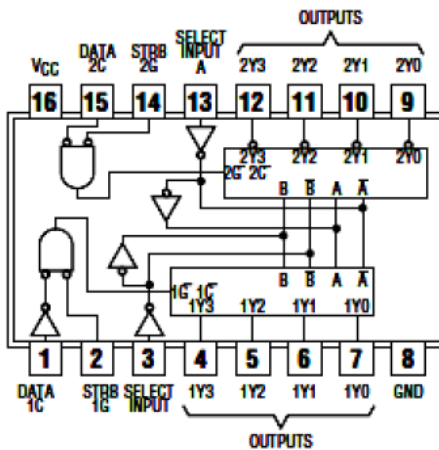 OUTPUTS
VCC DATA 2C STRB 2G SELECT INPUT A 2Y3 2Y2 2Y1 2Y0
16 15 14 13 12 11 10 9
2Y3 2Y2 2Y1 2Y0
2G 2C
B B̅ A A̅
B B̅ A A̅
1G 1C
1Y3 1Y2 1Y1 1Y0
1 2 3 4 5 6 7 8
DATA 1C STRB 1G SELECT INPUT 1Y3 1Y2 1Y1 1Y0 GND
OUTPUTS